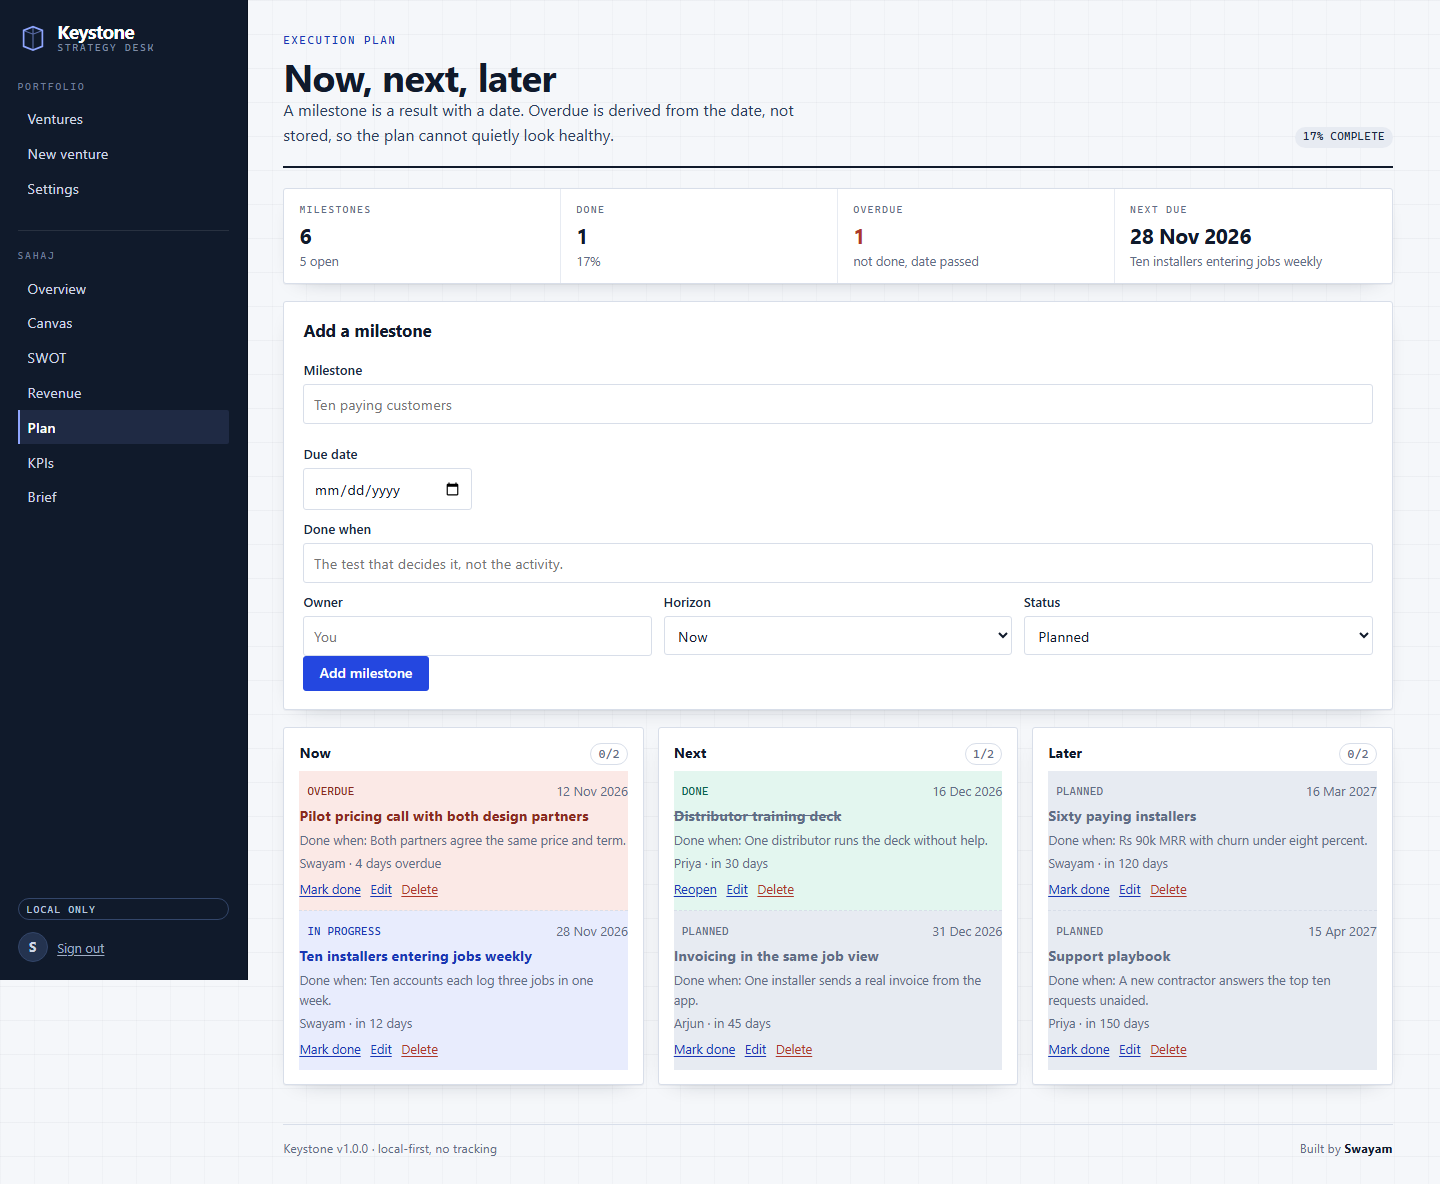 Keystone
STRATEGY DESK
PORTFOLIO
Ventures
New venture
Settings
SAHAJ
Overview
Canvas
SWOT
Revenue
Plan
KPIs
Brief
LOCAL ONLY
S
Sign out
EXECUTION PLAN
Now, next, later
A milestone is a result with a date. Overdue is derived from the date, not
stored, so the plan cannot quietly look healthy.
17% COMPLETE
MILESTONES
6
5 open
DONE
1
17%
OVERDUE
1
not done, date passed
NEXT DUE
28 Nov 2026
Ten installers entering jobs weekly
Add a milestone
Milestone
Ten paying customers
Due date
mm/dd/yyyy
Done when
The test that decides it, not the activity.
Owner
You
Horizon
Now
Status
Planned
Add milestone
Now
0/2
OVERDUE
12 Nov 2026
Pilot pricing call with both design partners
Done when: Both partners agree the same price and term.
Swayam · 4 days overdue
Mark done Edit Delete
IN PROGRESS
28 Nov 2026
Ten installers entering jobs weekly
Done when: Ten accounts each log three jobs in one
week.
Swayam · in 12 days
Mark done Edit Delete
Next
1/2
DONE
16 Dec 2026
Distributor training deck
Done when: One distributor runs the deck without help.
Priya · in 30 days
Reopen Edit Delete
PLANNED
31 Dec 2026
Invoicing in the same job view
Done when: One installer sends a real invoice from the
app.
Arjun · in 45 days
Mark done Edit Delete
Later
0/2
PLANNED
16 Mar 2027
Sixty paying installers
Done when: Rs 90k MRR with churn under eight percent.
Swayam · in 120 days
Mark done Edit Delete
PLANNED
15 Apr 2027
Support playbook
Done when: A new contractor answers the top ten
requests unaided.
Priya · in 150 days
Mark done Edit Delete
Keystone v1.0.0 · local-first, no tracking
Built by Swayam